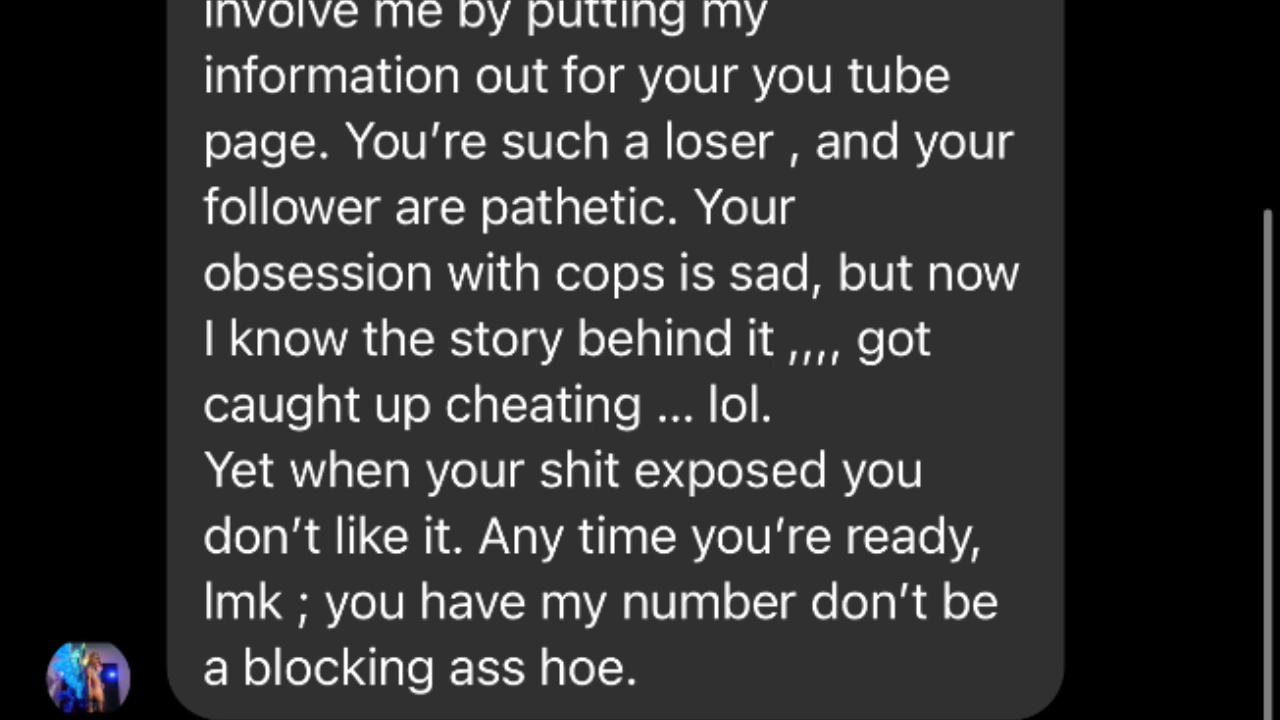 involve me by putting my
information out for your you tube
page. You’re such a loser , and your
follower are pathetic. Your
obsession with cops is sad, but now
I know the story behind it ,,,, got
caught up cheating ... lol.
Yet when your shit exposed you
don’t like it. Any time you’re ready,
lmk ; you have my number don’t be
a blocking ass hoe.